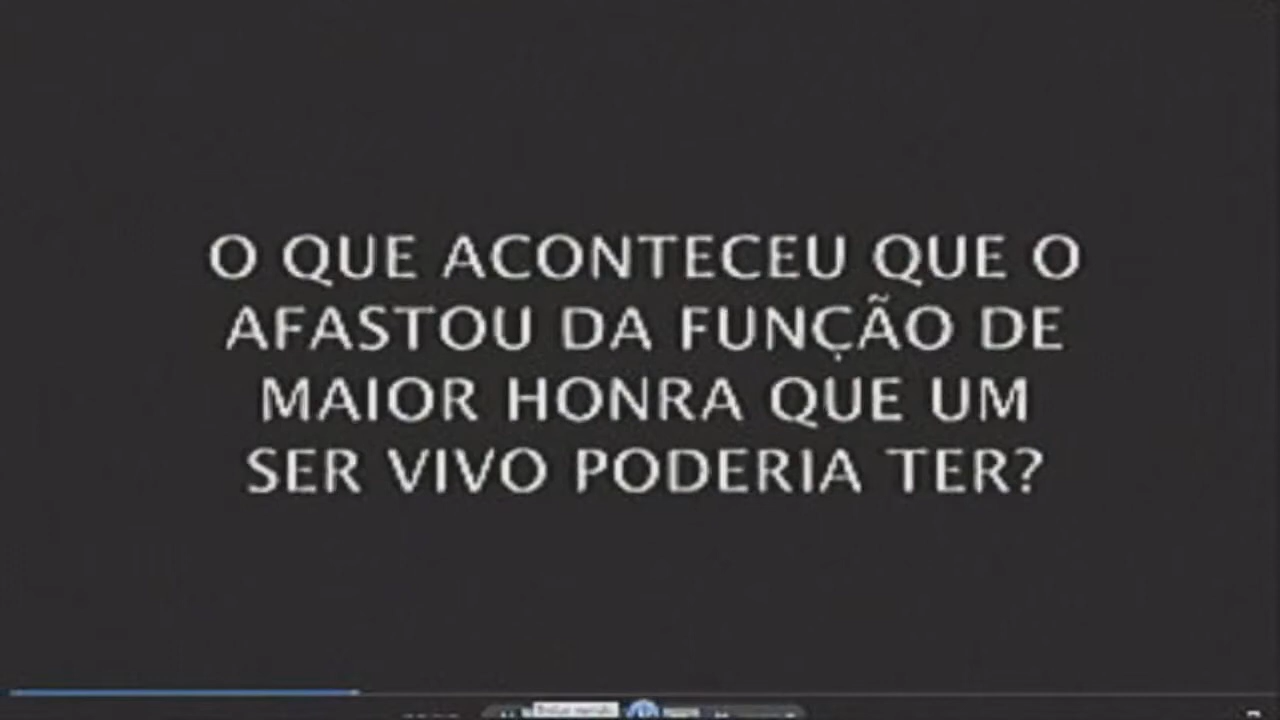 O QUE ACONTECEU QUE O
AFASTOU DA FUNÇÃO DE
MAIOR HONRA QUE UM
SER VIVO PODERIA TER?